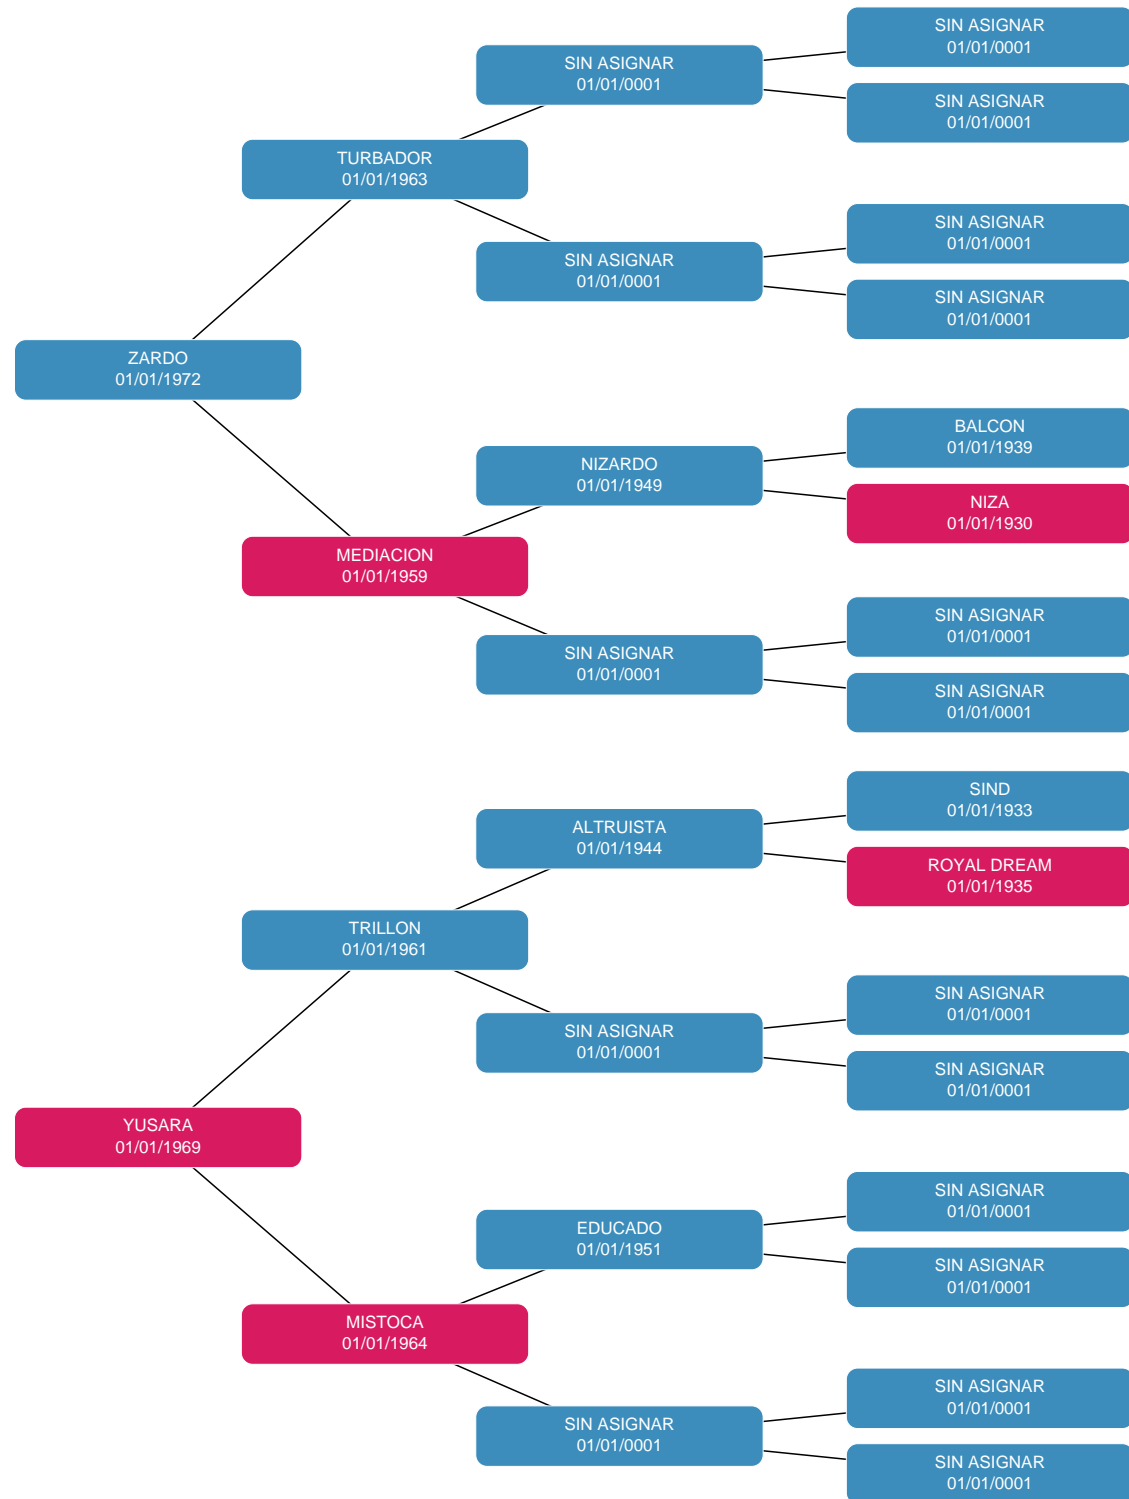 SIN ASIGNAR
01/01/0001
SIN ASIGNAR
01/01/0001
SIN ASIGNAR
01/01/0001
TURBADOR
01/01/1963
SIN ASIGNAR
01/01/0001
SIN ASIGNAR
01/01/0001
SIN ASIGNAR
01/01/0001
ZARDO
01/01/1972
BALCON
01/01/1939
NIZARDO
01/01/1949
NIZA
01/01/1930
MEDIACION
01/01/1959
SIN ASIGNAR
01/01/0001
SIN ASIGNAR
01/01/0001
SIN ASIGNAR
01/01/0001
SIND
01/01/1933
ALTRUISTA
01/01/1944
ROYAL DREAM
01/01/1935
TRILLON
01/01/1961
SIN ASIGNAR
01/01/0001
SIN ASIGNAR
01/01/0001
SIN ASIGNAR
01/01/0001
YUSARA
01/01/1969
SIN ASIGNAR
01/01/0001
EDUCADO
01/01/1951
SIN ASIGNAR
01/01/0001
MISTOCA
01/01/1964
SIN ASIGNAR
01/01/0001
SIN ASIGNAR
01/01/0001
SIN ASIGNAR
01/01/0001